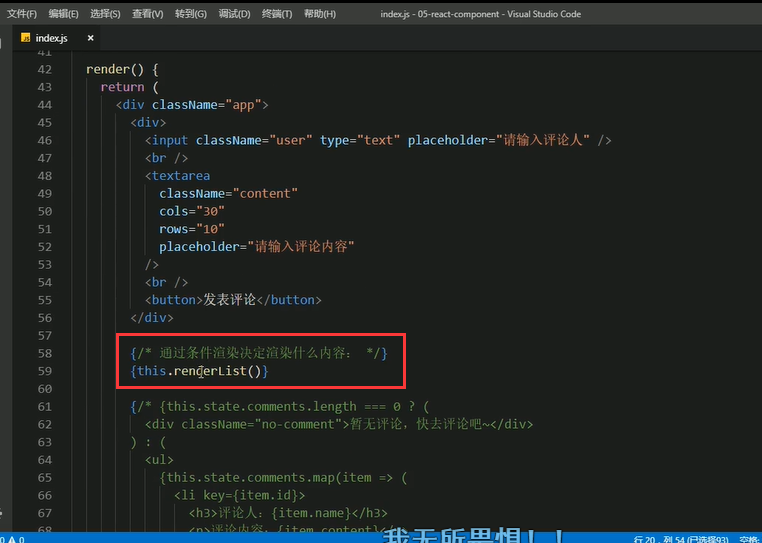 文件(F) 编辑(E) 选择(S) 查看(V) 转到(G) 调试(D) 终端(T) 帮助(H) index.js - 05-react-component - Visual Studio Code
JS index.js ×
41
42 render() {
43 return (
44 <div className="app">
45 <div>
46 <input className="user" type="text" placeholder="请输入评论人" />
47 <br />
48 <textarea
49 className="content"
50 cols="30"
51 rows="10"
52 placeholder="请输入评论内容"
53 />
54 <br />
55 <button>发表评论</button>
56 </div>
57
58 {/* 通过条件渲染决定渲染什么内容： */}
59 {this.renderList()}
60
61 {/* {this.state.comments.length === 0 ? (
62 <div className="no-comment">暂无评论，快去评论吧~</div>
63 ) : (
64 <ul>
65 {this.state.comments.map(item => (
66 <li key={item.id}>
67 <h3>评论人：{item.name}</h3>
68 <p>评论内容：{item.content}</
我无所畏惧！！
0 0 行 20，列 54 (已选择93) 空格: